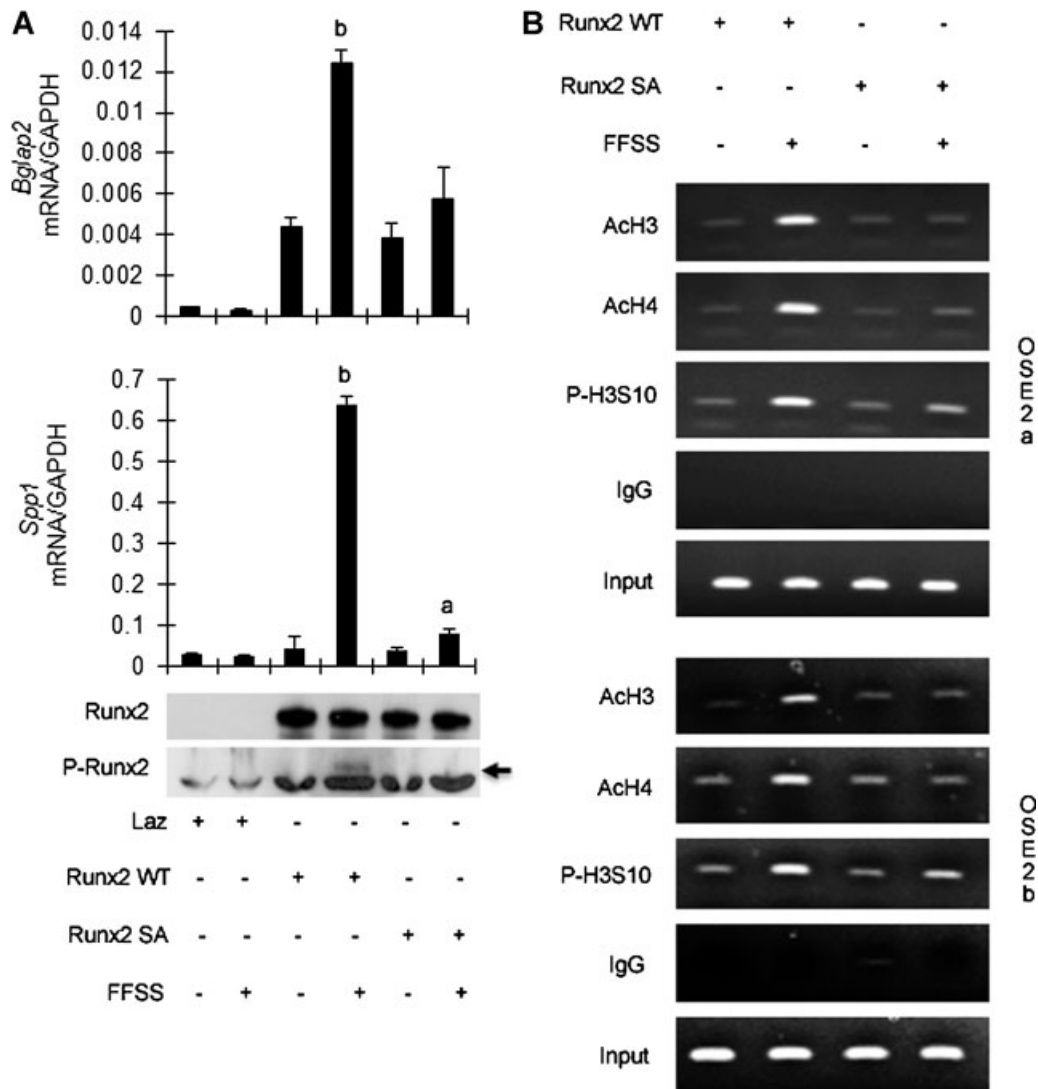 A
Bglap2
mRNA/GAPDH
0.014
0.012
0.01
0.008
0.006
0.004
0.002
0
b
Spp1
mRNA/GAPDH
0.7
0.6
0.5
0.4
0.3
0.2
0.1
0
b
a
Runx2
P-Runx2
Laz + + - - - -
Runx2 WT - - + + - -
Runx2 SA - - - - + +
FFSS - + - + - +
B
Runx2 WT + + - -
Runx2 SA - - + +
FFSS - + - +
AcH3
AcH4
P-H3S10
IgG
Input
OSE2a
AcH3
AcH4
P-H3S10
IgG
Input
OSE2b